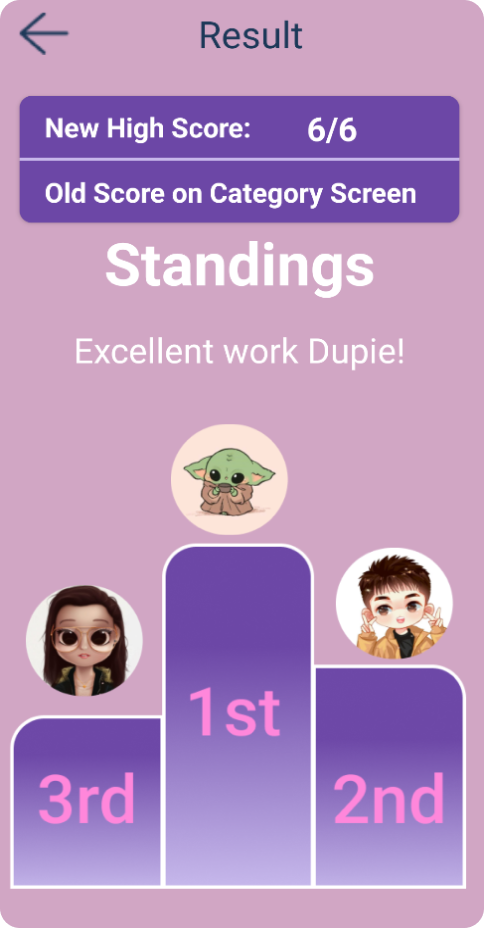 Result
New High Score: 6/6
Old Score on Category Screen
Standings
Excellent work Dupie!
1st
3rd
2nd